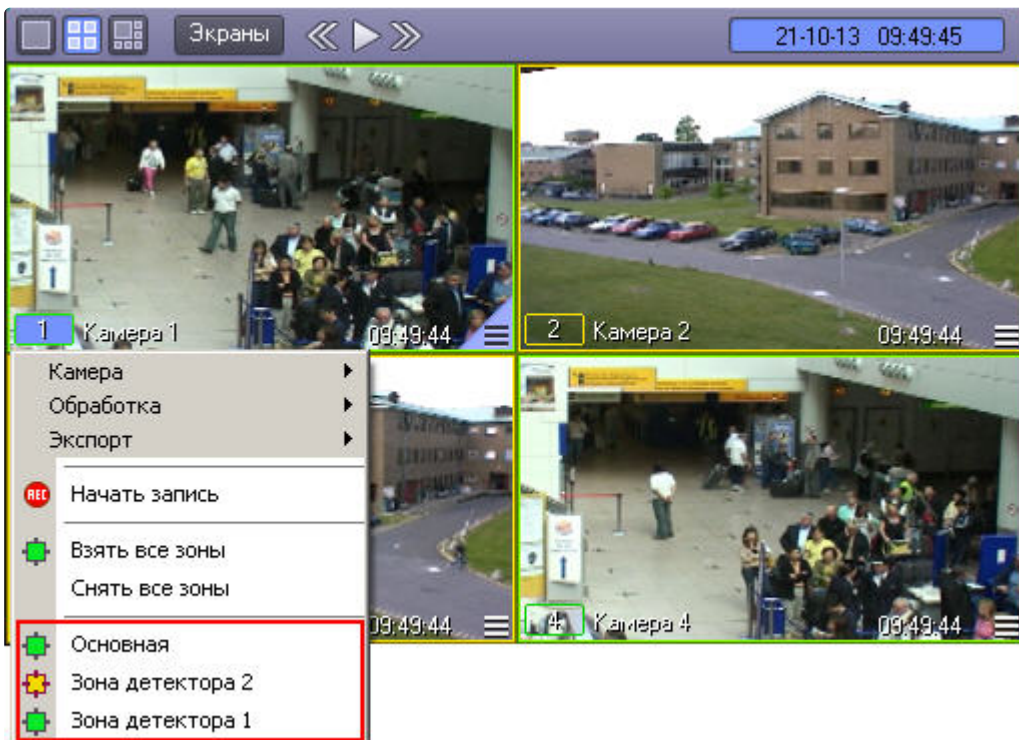 Экраны
21-10-13 09:49:45
1 Камера 1 09:49:44
2 Камера 2 09:49:44
Камера
Обработка
Экспорт
REC Начать запись
Взять все зоны
Снять все зоны
Основная
Зона детектора 2
Зона детектора 1
09:49:44
4 Камера 4 09:49:44